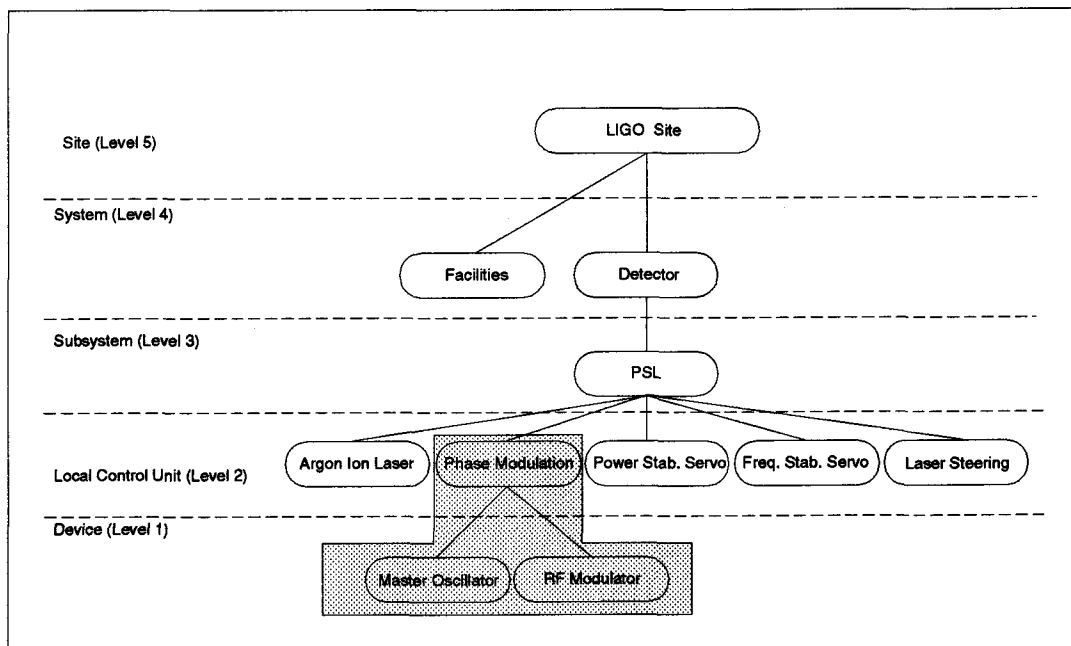 LIGO Site
Site (Level 5)
System (Level 4)
Facilities
Detector
Subsystem (Level 3)
PSL
Argon Ion Laser
Phase Modulation
Power Stab. Servo
Freq. Stab. Servo
Laser Steering
Local Control Unit (Level 2)
Device (Level 1)
Master Oscillator
RF Modulator